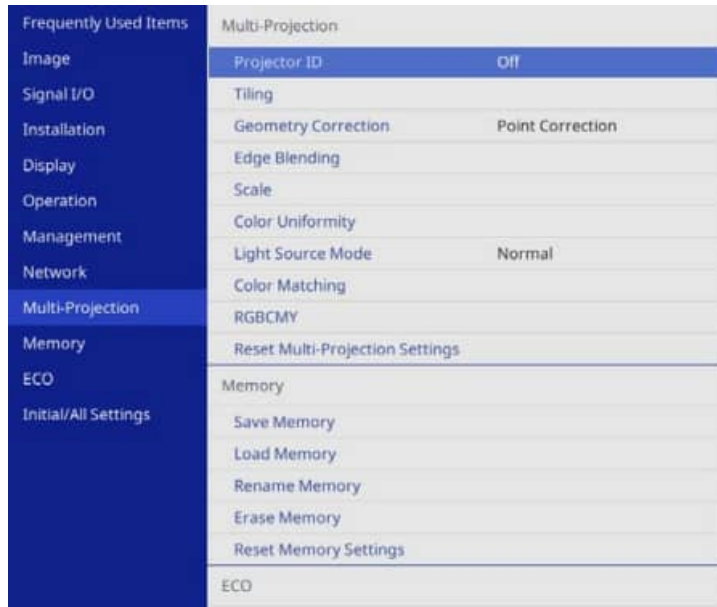 Frequently Used Items
Image
Signal I/O
Installation
Display
Operation
Management
Network
Multi-Projection
Memory
ECO
Initial/All Settings
Multi-Projection
Projector ID Off
Tiling
Geometry Correction Point Correction
Edge Blending
Scale
Color Uniformity
Light Source Mode Normal
Color Matching
RGBCMY
Reset Multi-Projection Settings
Memory
Save Memory
Load Memory
Rename Memory
Erase Memory
Reset Memory Settings
ECO